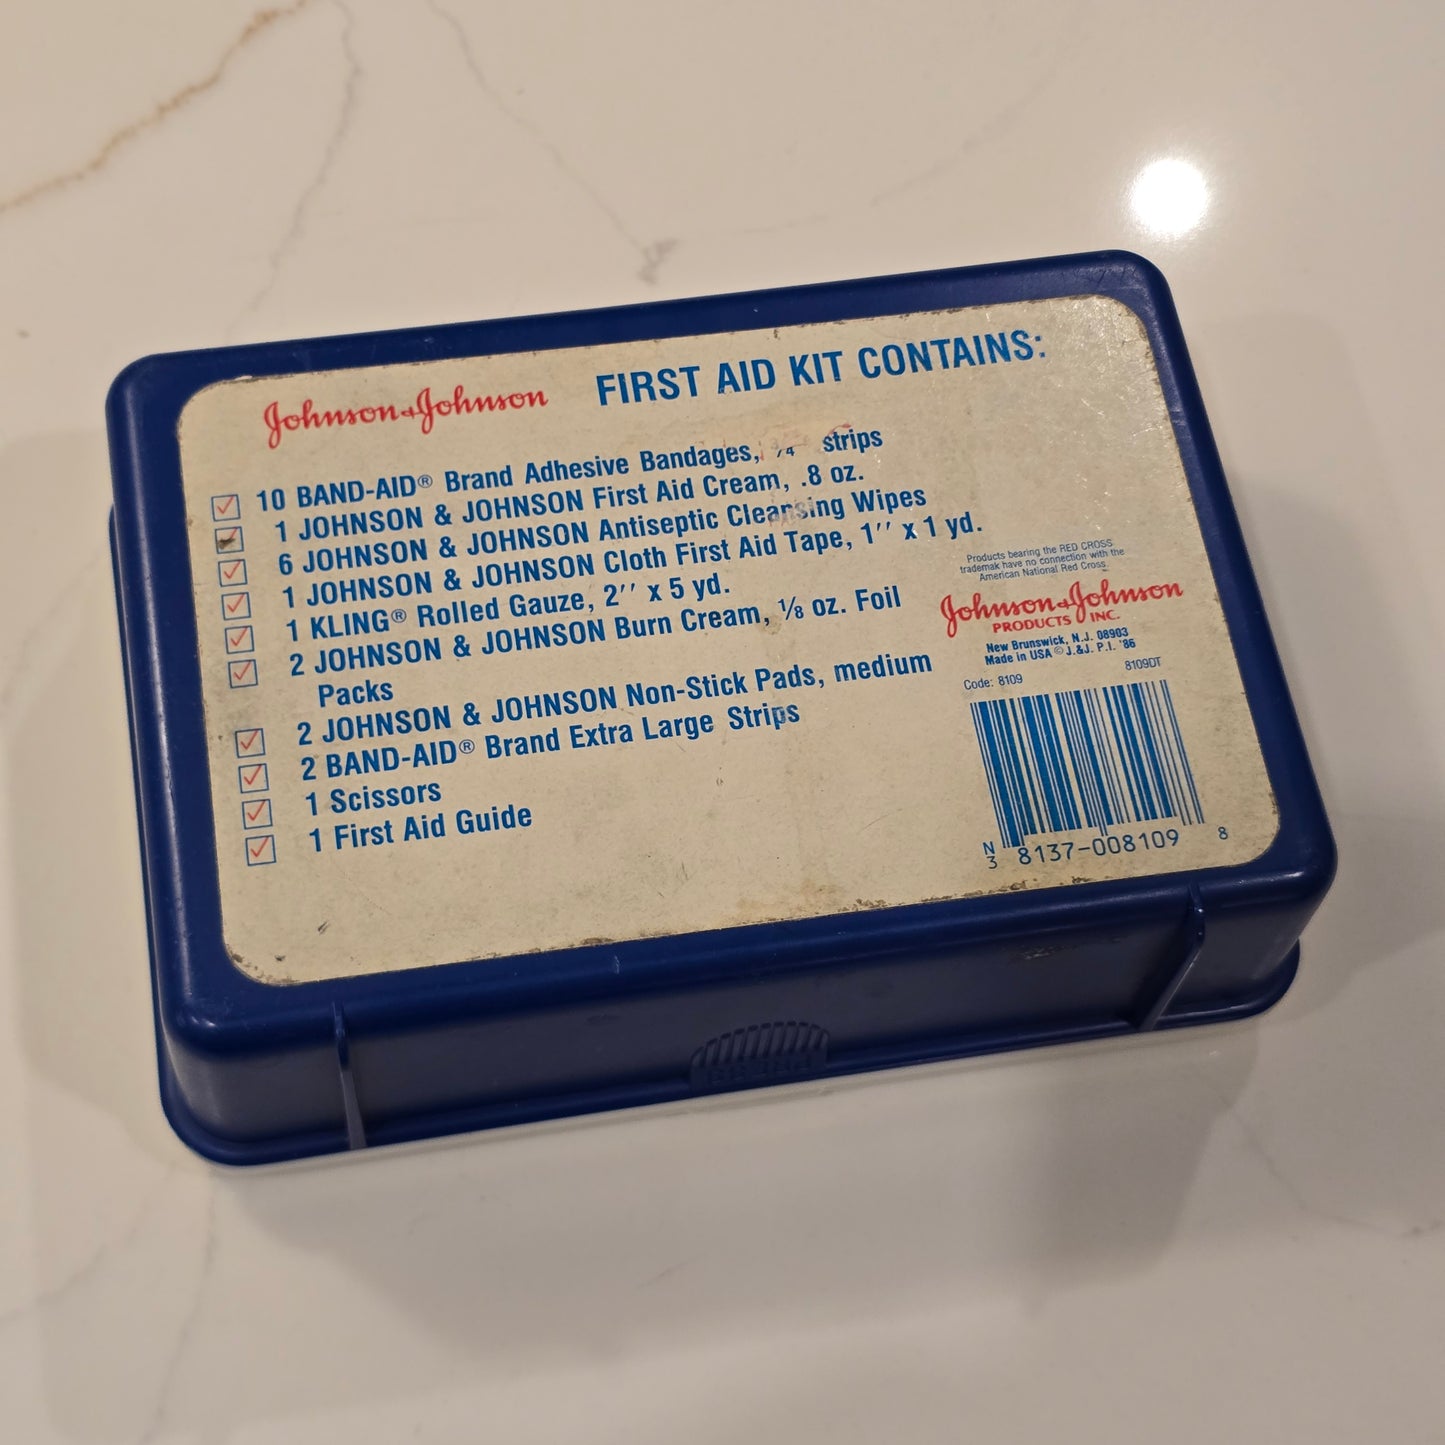 Johnson & Johnson FIRST AID KIT CONTAINS:
10 BAND-AID® Brand Adhesive Bandages, 3/4" strips
1 JOHNSON & JOHNSON First Aid Cream, .8 oz.
6 JOHNSON & JOHNSON Antiseptic Cleansing Wipes
1 JOHNSON & JOHNSON Cloth First Aid Tape, 1'' x 1 yd.
1 KLING® Rolled Gauze, 2'' x 5 yd.
2 JOHNSON & JOHNSON Burn Cream, 1/8 oz. Foil
Packs
2 JOHNSON & JOHNSON Non-Stick Pads, medium
2 BAND-AID® Brand Extra Large Strips
1 Scissors
1 First Aid Guide
Products bearing the RED CROSS
trademak have no connection with the
American National Red Cross.
Johnson & Johnson
PRODUCTS INC.
New Brunswick, N.J. 08903
Made in USA © J.&J. P.I. '86
Code: 8109 8109DT
N
3 8137-008109 8
PRESS